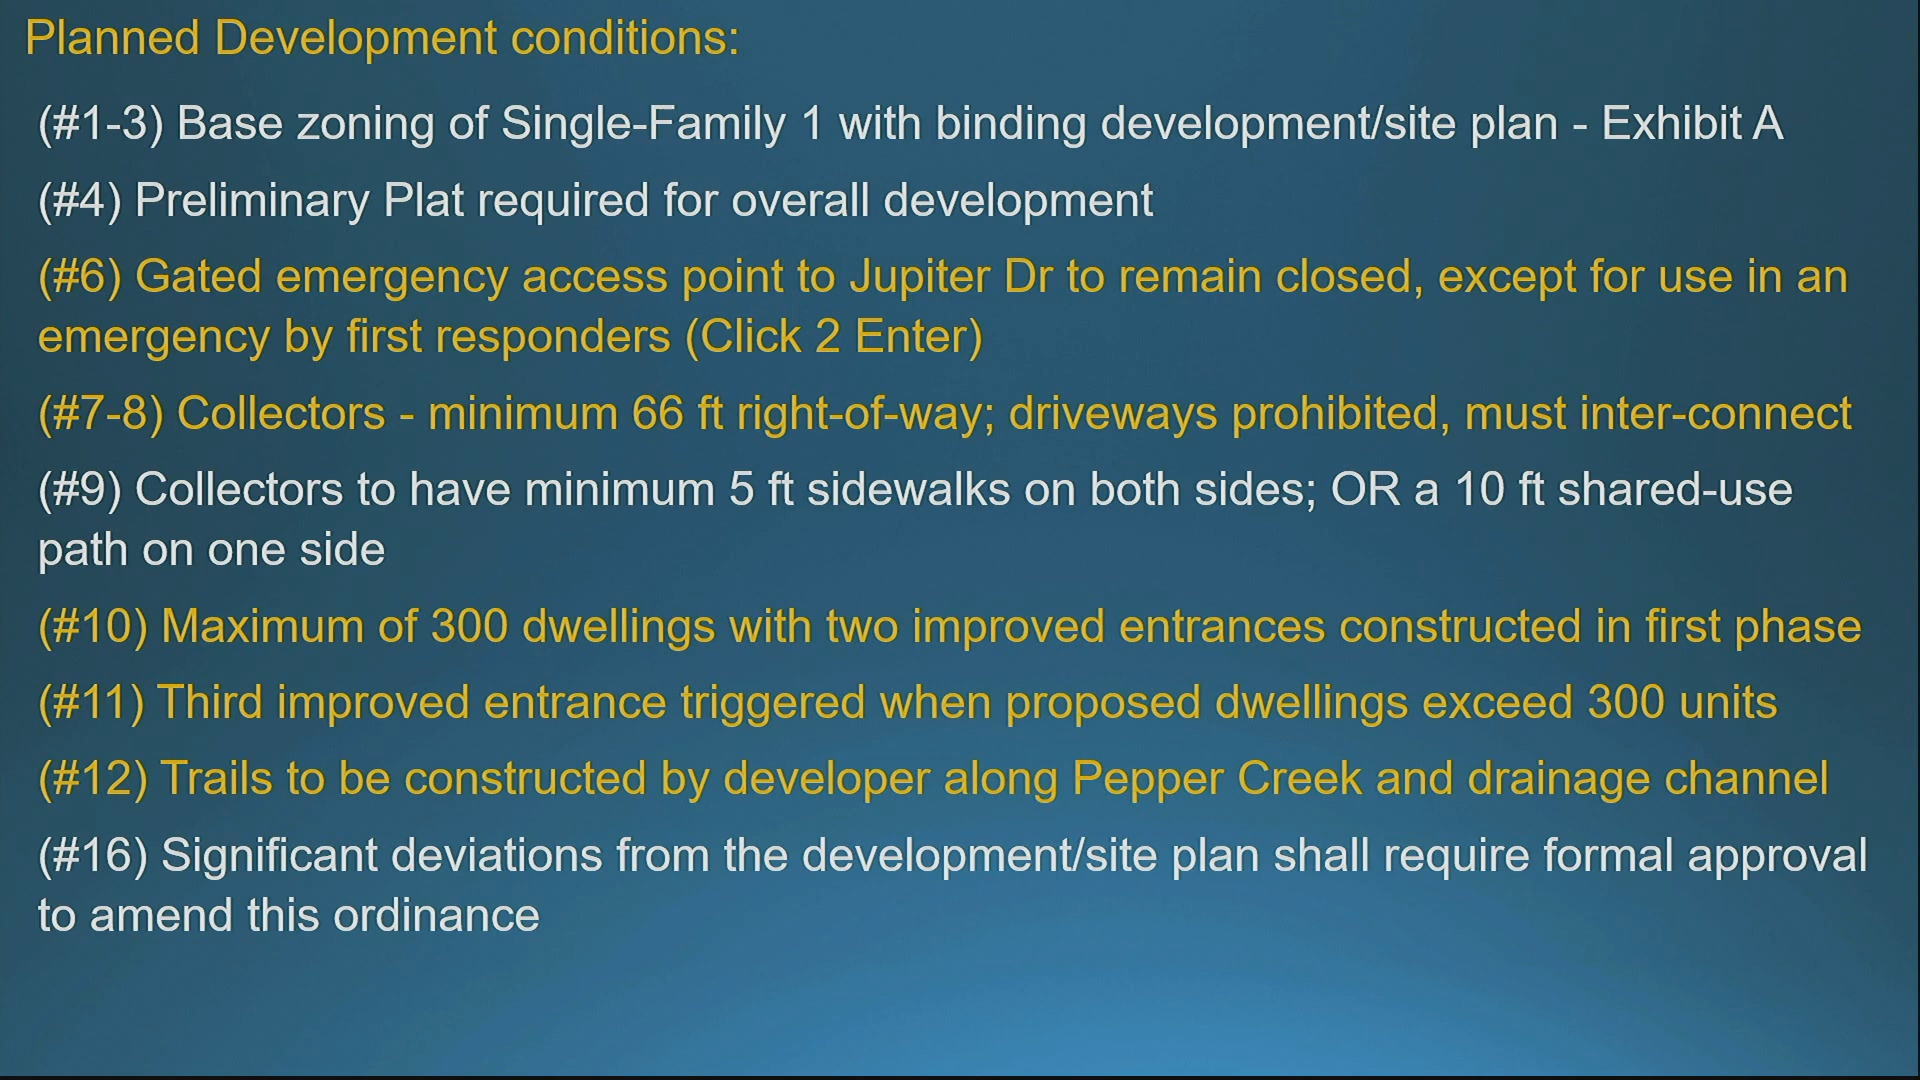 Planned Development conditions:
(#1-3) Base zoning of Single-Family 1 with binding development/site plan - Exhibit A
(#4) Preliminary Plat required for overall development
(#6) Gated emergency access point to Jupiter Dr to remain closed, except for use in an
emergency by first responders (Click 2 Enter)
(#7-8) Collectors - minimum 66 ft right-of-way; driveways prohibited, must inter-connect
(#9) Collectors to have minimum 5 ft sidewalks on both sides; OR a 10 ft shared-use
path on one side
(#10) Maximum of 300 dwellings with two improved entrances constructed in first phase
(#11) Third improved entrance triggered when proposed dwellings exceed 300 units
(#12) Trails to be constructed by developer along Pepper Creek and drainage channel
(#16) Significant deviations from the development/site plan shall require formal approval
to amend this ordinance